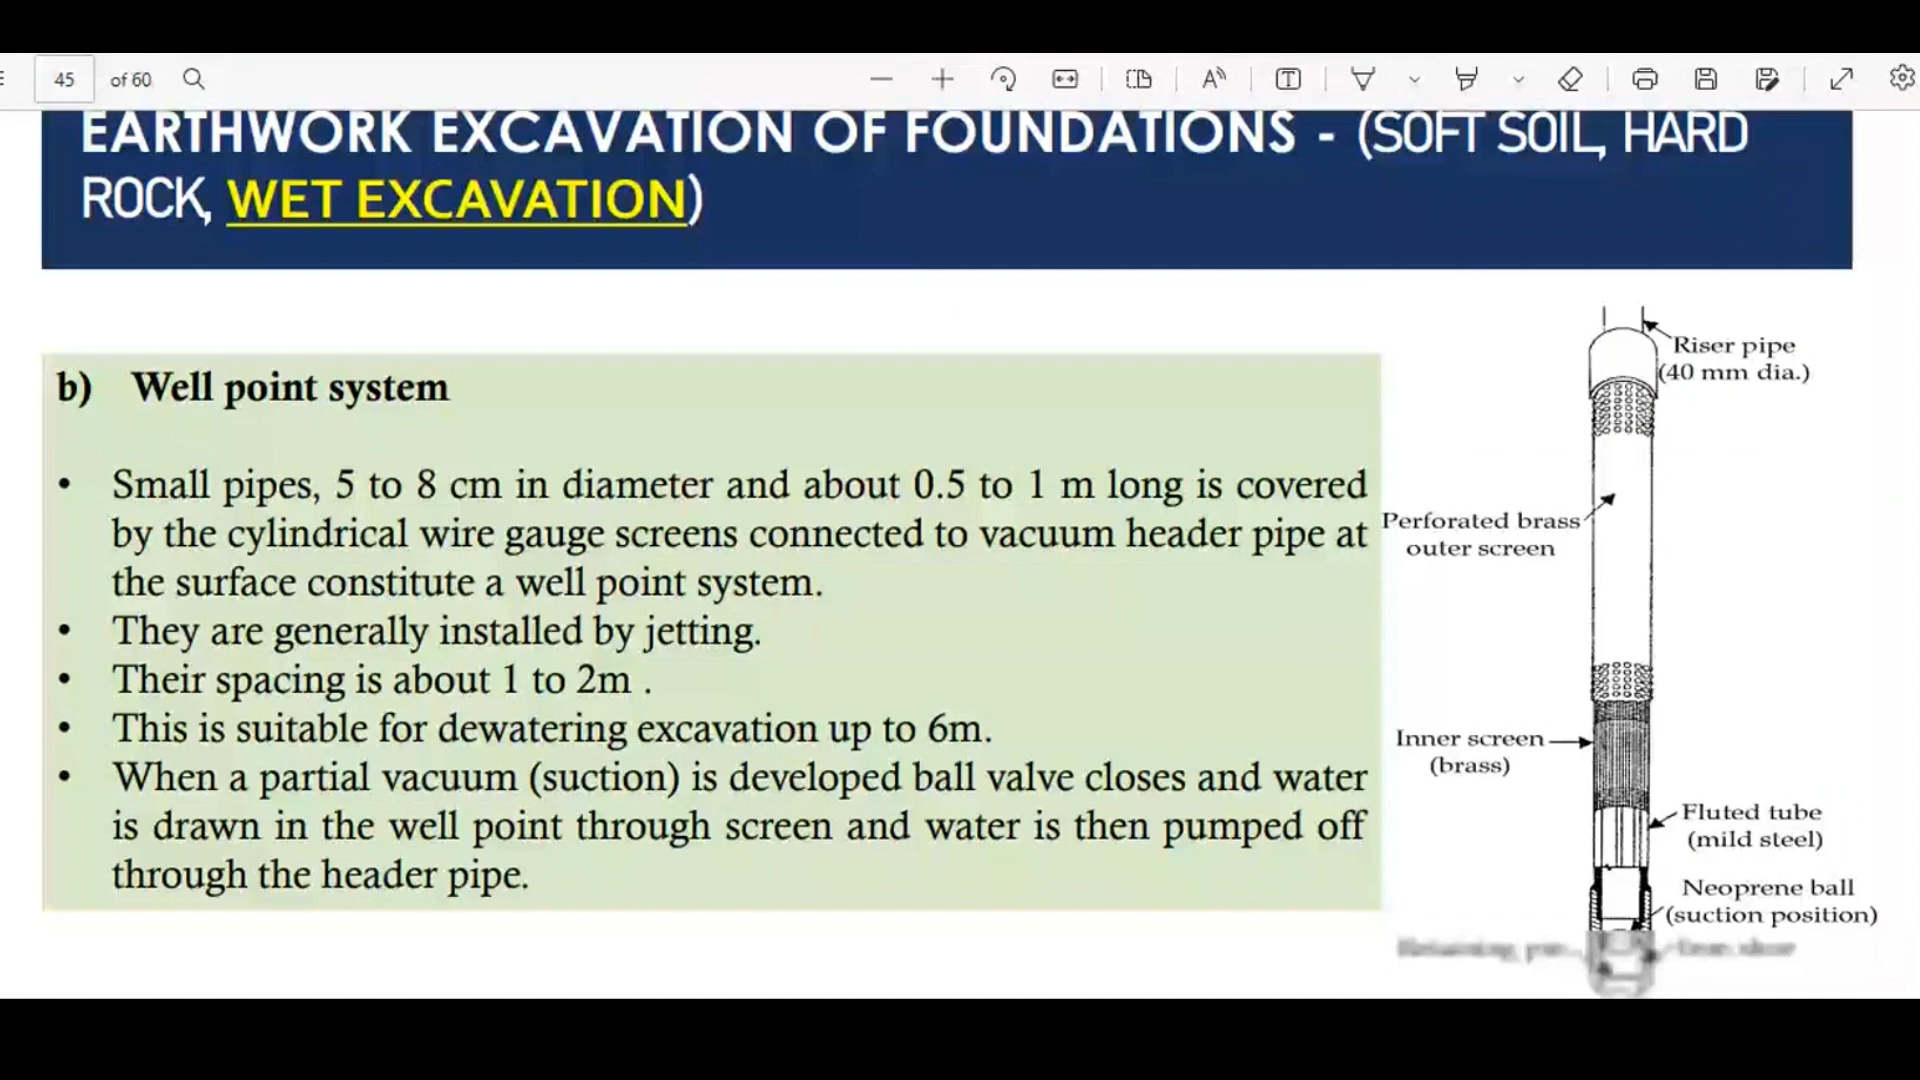 45 of 60
EARTHWORK EXCAVATION OF FOUNDATIONS - (SOFT SOIL, HARD
ROCK, WET EXCAVATION)
b) Well point system
• Small pipes, 5 to 8 cm in diameter and about 0.5 to 1 m long is covered
by the cylindrical wire gauge screens connected to vacuum header pipe at
the surface constitute a well point system.
• They are generally installed by jetting.
• Their spacing is about 1 to 2m .
• This is suitable for dewatering excavation up to 6m.
• When a partial vacuum (suction) is developed ball valve closes and water
is drawn in the well point through screen and water is then pumped off
through the header pipe.
Riser pipe
(40 mm dia.)
Perforated brass
outer screen
Inner screen
(brass)
Fluted tube
(mild steel)
Neoprene ball
(suction position)